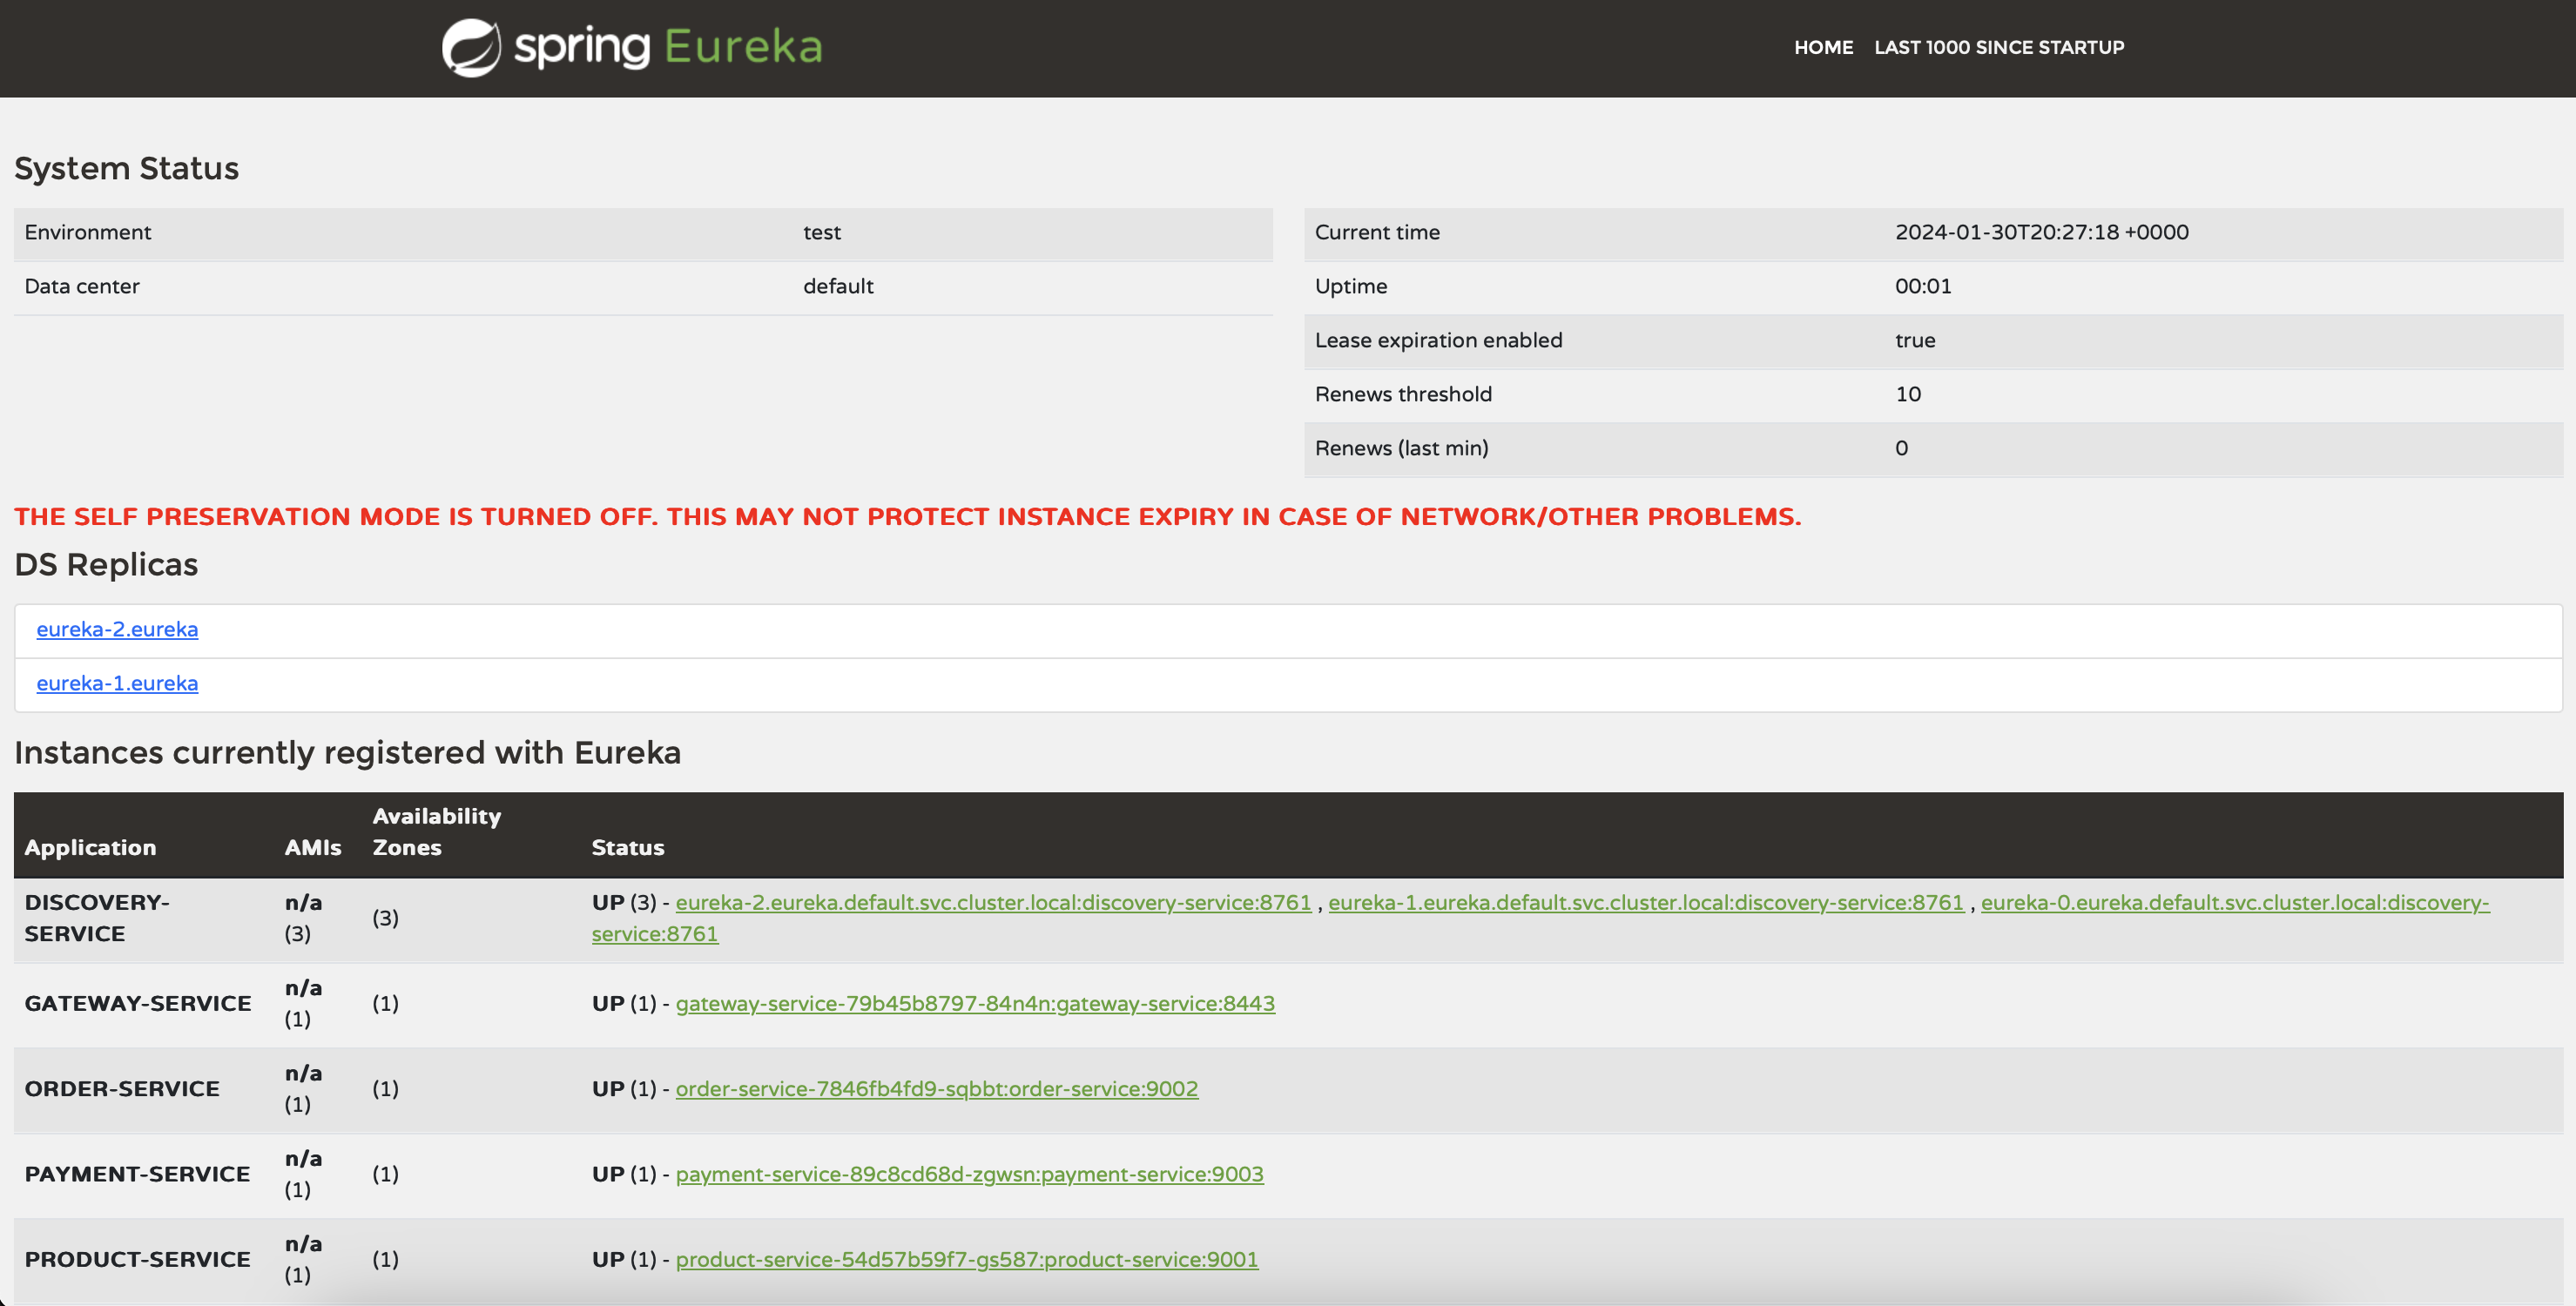 spring Eureka
HOME LAST 1000 SINCE STARTUP
System Status
Environment test
Data center default
Current time 2024-01-30T20:27:18 +0000
Uptime 00:01
Lease expiration enabled true
Renews threshold 10
Renews (last min) 0
THE SELF PRESERVATION MODE IS TURNED OFF. THIS MAY NOT PROTECT INSTANCE EXPIRY IN CASE OF NETWORK/OTHER PROBLEMS.
DS Replicas
eureka-2.eureka
eureka-1.eureka
Instances currently registered with Eureka
Application AMIs Availability Zones Status
DISCOVERY-SERVICE n/a (3) (3) UP (3) - eureka-2.eureka.default.svc.cluster.local:discovery-service:8761 , eureka-1.eureka.default.svc.cluster.local:discovery-service:8761 , eureka-0.eureka.default.svc.cluster.local:discovery-service:8761
GATEWAY-SERVICE n/a (1) (1) UP (1) - gateway-service-79b45b8797-84n4n:gateway-service:8443
ORDER-SERVICE n/a (1) (1) UP (1) - order-service-7846fb4fd9-sqbbt:order-service:9002
PAYMENT-SERVICE n/a (1) (1) UP (1) - payment-service-89c8cd68d-zgwsn:payment-service:9003
PRODUCT-SERVICE n/a (1) (1) UP (1) - product-service-54d57b59f7-gs587:product-service:9001